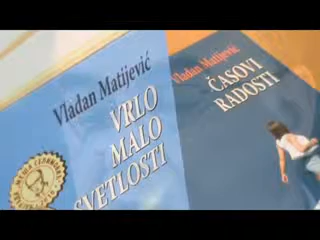 Vladan Matijević
VRLO
MALO
SVETLOSTI
Vladan Matijević
ČASOVI
RADOSTI